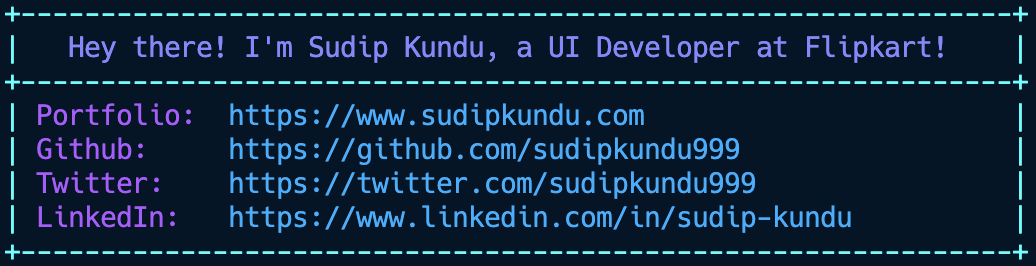 Hey there! I'm Sudip Kundu, a UI Developer at Flipkart!
Portfolio: https://www.sudipkundu.com
Github: https://github.com/sudipkundu999
Twitter: https://twitter.com/sudipkundu999
LinkedIn: https://www.linkedin.com/in/sudip-kundu